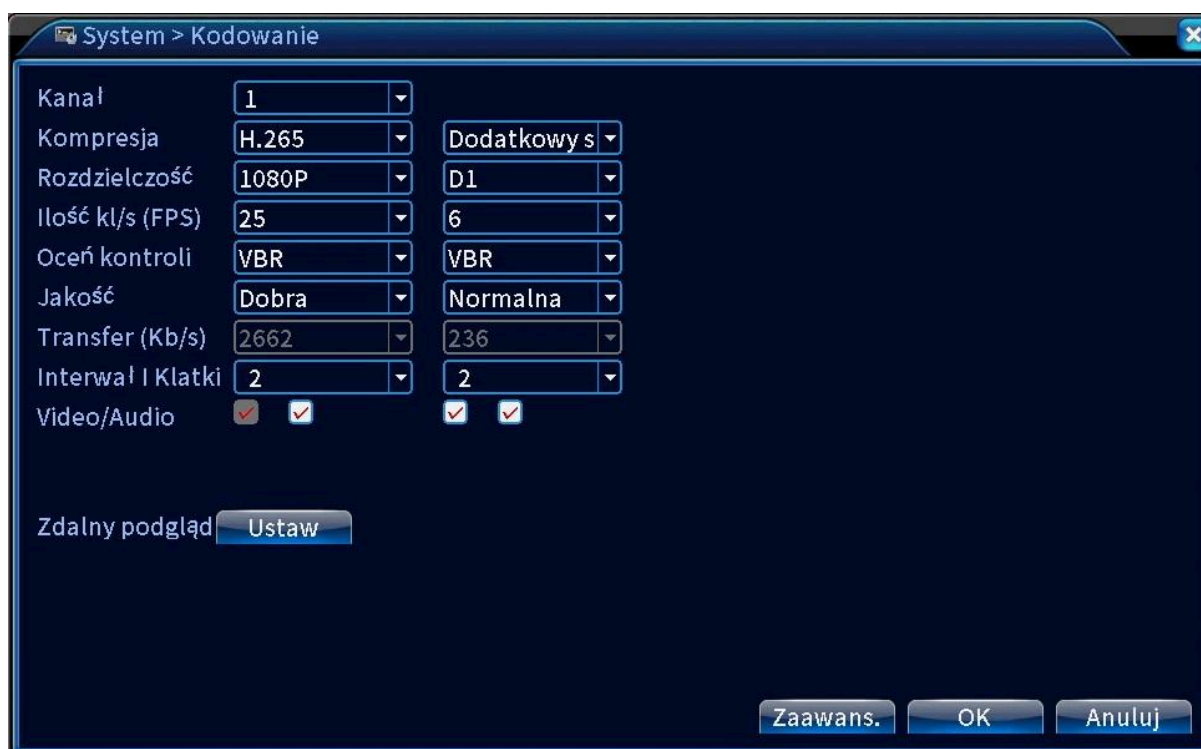 System > Kodowanie
Kanał 1
Kompresja H.265 Dodatkowy s
Rozdzielczość 1080P D1
Ilość kl/s (FPS) 25 6
Oceń kontroli VBR VBR
Jakość Dobra Normalna
Transfer (Kb/s) 2662 236
Interwał I Klatki 2 2
Video/Audio
Zdalny podgląd Ustaw
Zaawans. OK Anuluj